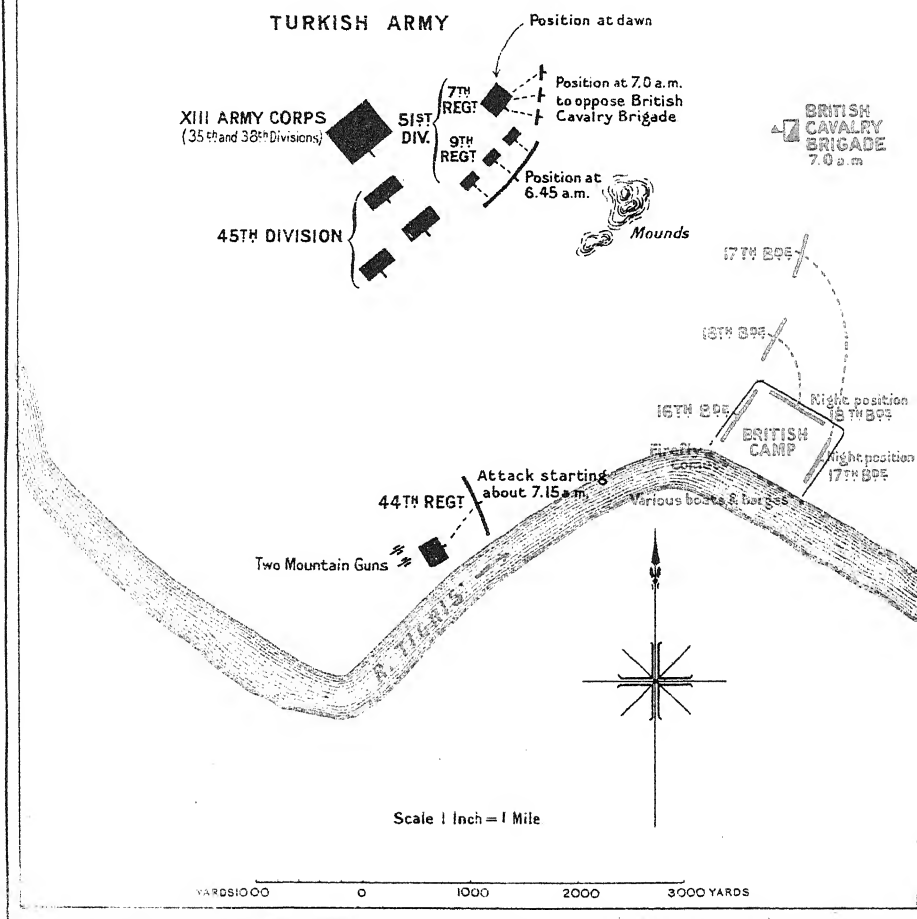 TURKISH ARMY
Position at dawn
7TH
REGT
Position at 7.0 a.m.
to oppose British
Cavalry Brigade
XIII ARMY CORPS
(35th and 38th Divisions)
51ST
DIV.
9TH
REGT
BRITISH
CAVALRY
BRIGADE
7.0 a.m
Position at
6.45 a.m.
45TH DIVISION
Mounds
17TH BDE
18TH BDE
16TH BDE
Night position
18TH BDE
BRITISH
CAMP
Firefly
Comet
Night position
17TH BDE
Attack starting
about 7.15 a.m.
Various boats & barges
44TH REGT
Two Mountain Guns
R. TIGRIS
Scale 1 Inch = 1 Mile
YARDS 1000 0 1000 2000 3000 YARDS